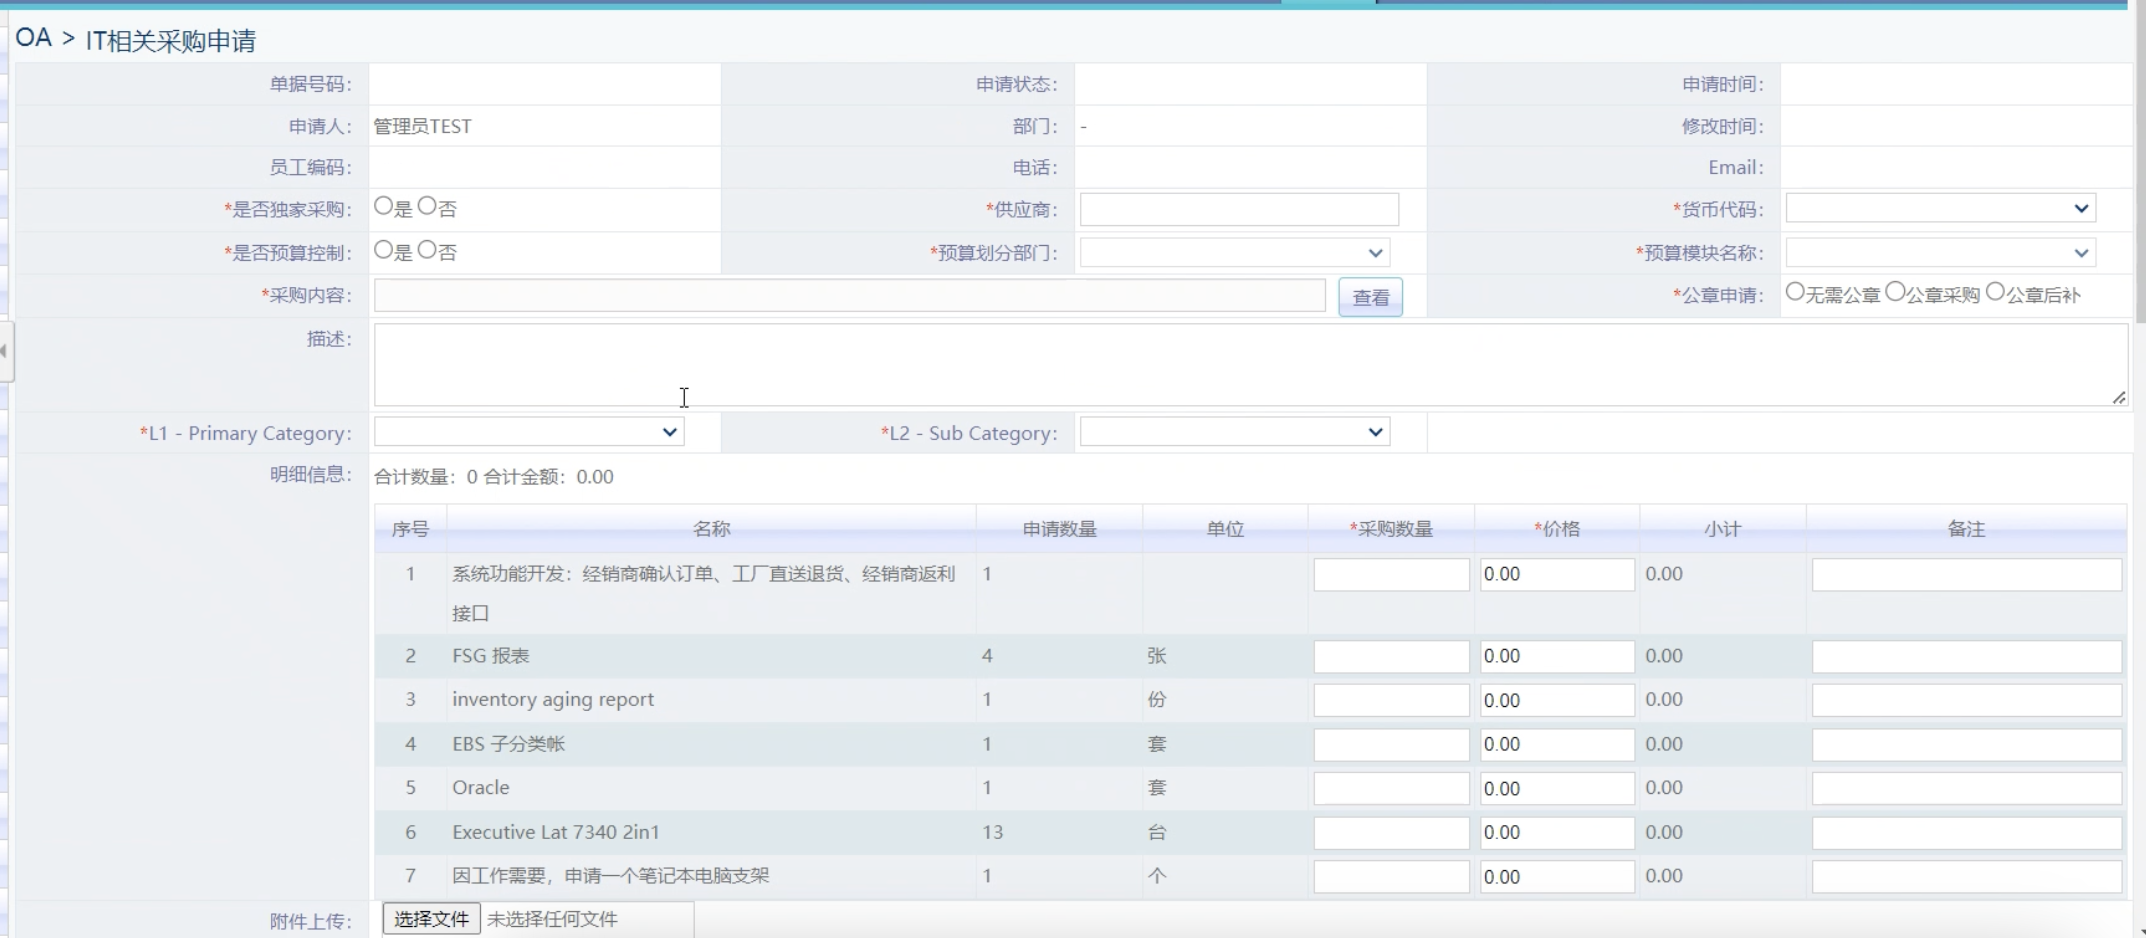 OA > IT相关采购申请
单据号码: 申请状态: 申请时间:
申请人: 管理员TEST 部门: - 修改时间:
员工编码: 电话: Email:
*是否独家采购: 是 否 *供应商: *货币代码:
*是否预算控制: 是 否 *预算划分部门: *预算模块名称:
*采购内容: 查看 *公章申请: 无需公章 公章采购 公章后补
描述:
*L1 - Primary Category: *L2 - Sub Category:
明细信息: 合计数量: 0 合计金额: 0.00
序号 名称 申请数量 单位 *采购数量 *价格 小计 备注
1 系统功能开发：经销商确认订单、工厂直送退货、经销商返利 1 0.00 0.00
接口
2 FSG 报表 4 张 0.00 0.00
3 inventory aging report 1 份 0.00 0.00
4 EBS 子分类帐 1 套 0.00 0.00
5 Oracle 1 套 0.00 0.00
6 Executive Lat 7340 2in1 13 台 0.00 0.00
7 因工作需要，申请一个笔记本电脑支架 1 个 0.00 0.00
附件上传: 选择文件 未选择任何文件